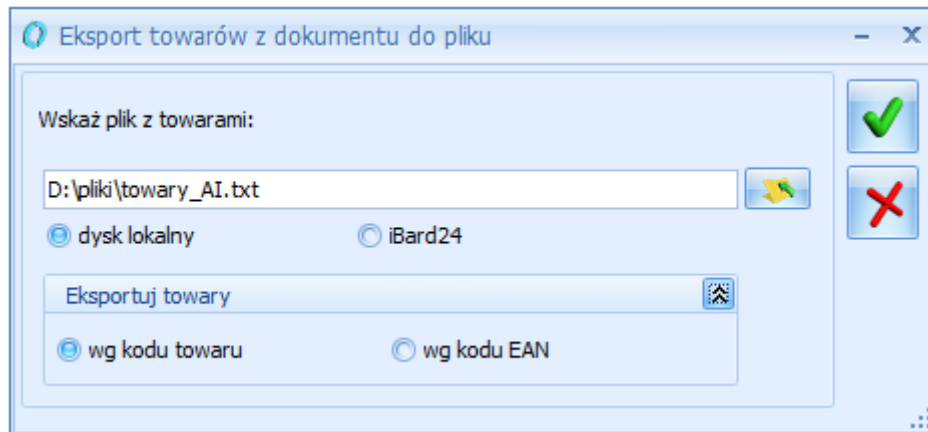 Eksport towarów z dokumentu do pliku
Wskaż plik z towarami:
D:\pliki\towary_AI.txt
dysk lokalny iBard24
Eksportuj towary
wg kodu towaru wg kodu EAN